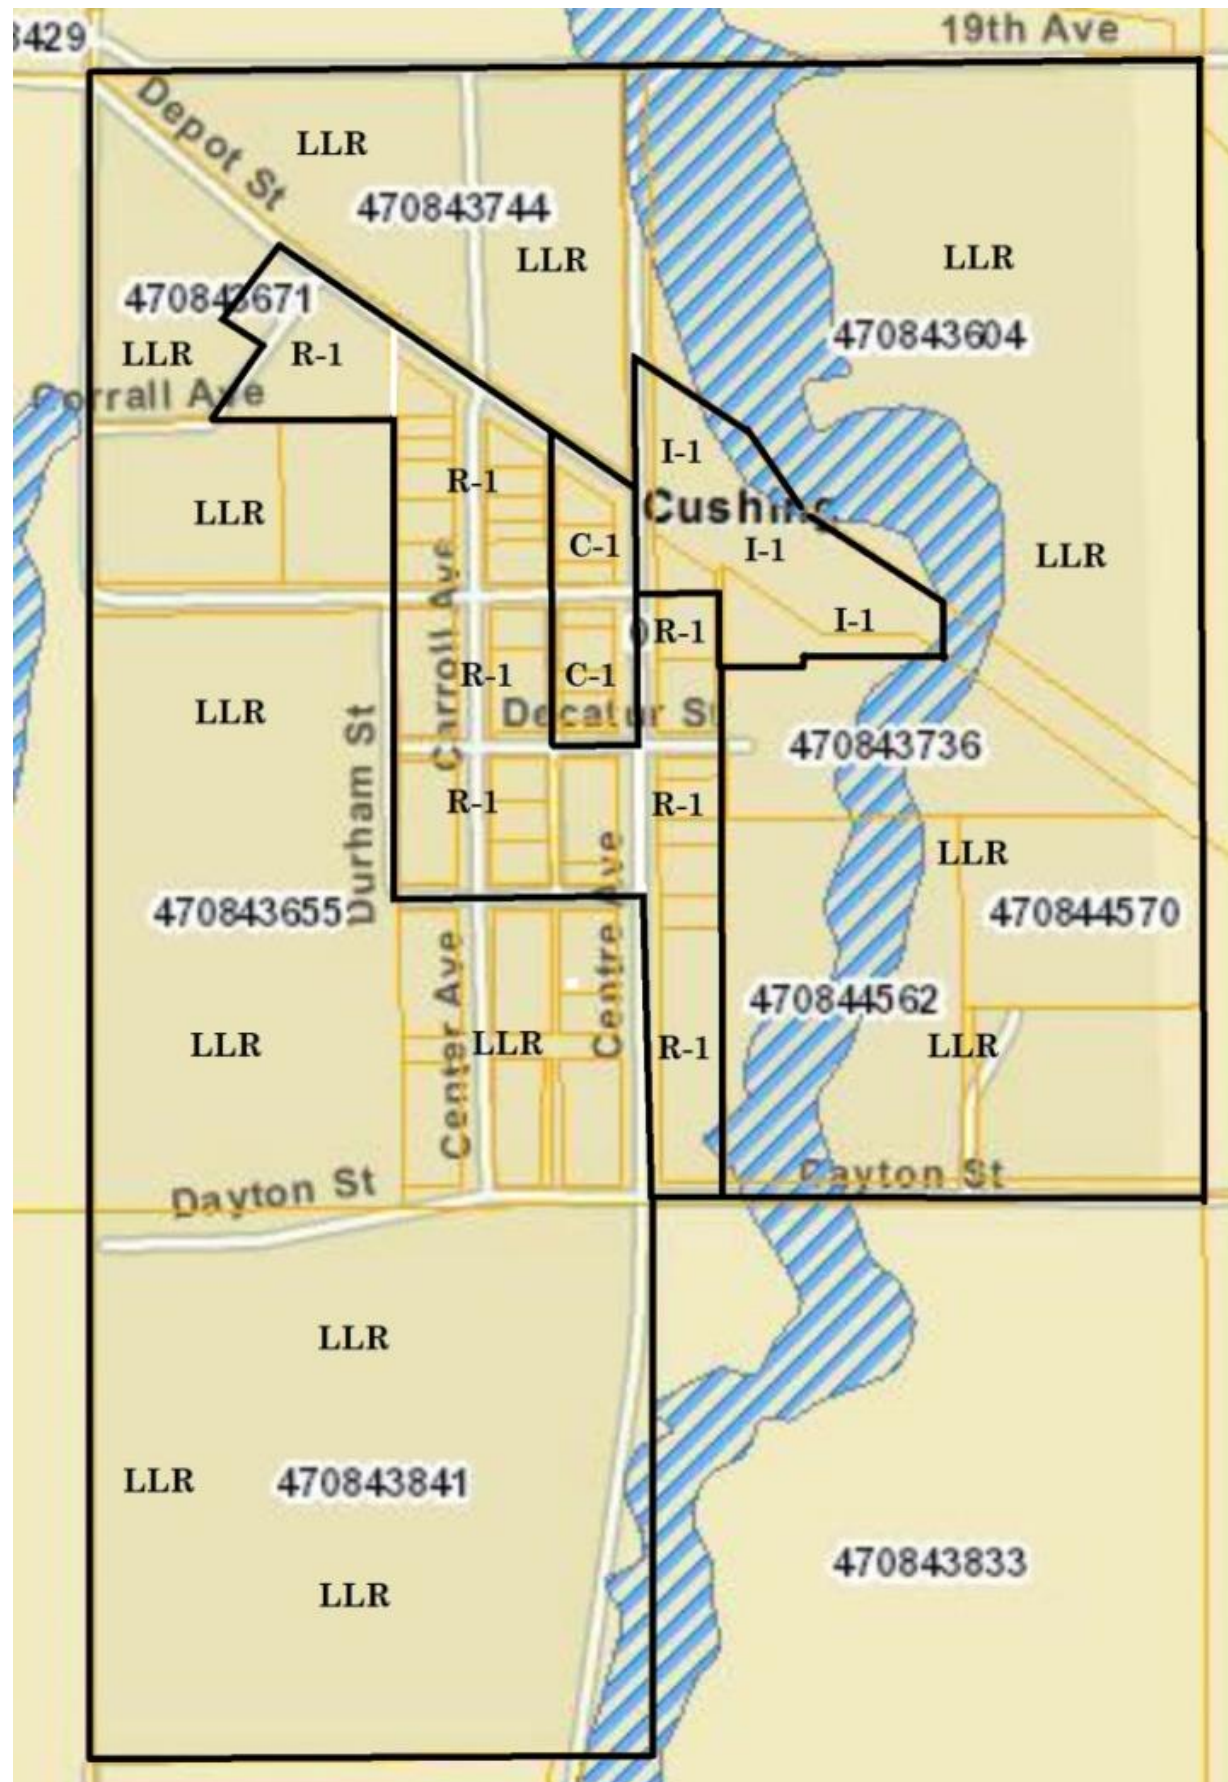 3429
19th Ave
Depot St
LLR
470843744
LLR
LLR
470843671
470843604
LLR
R-1
Corrall Ave
I-1
R-1
LLR
Cushing
C-1
I-1
LLR
I-1
0
R-1
R-1
C-1
LLR
Decatur St
Carroll Ave
470843736
Durham St
R-1
R-1
LLR
470843655
Centre Ave
470844570
470844562
Center Ave
LLR
LLR
R-1
LLR
Dayton St
Dayton St
LLR
LLR
470843841
470843833
LLR